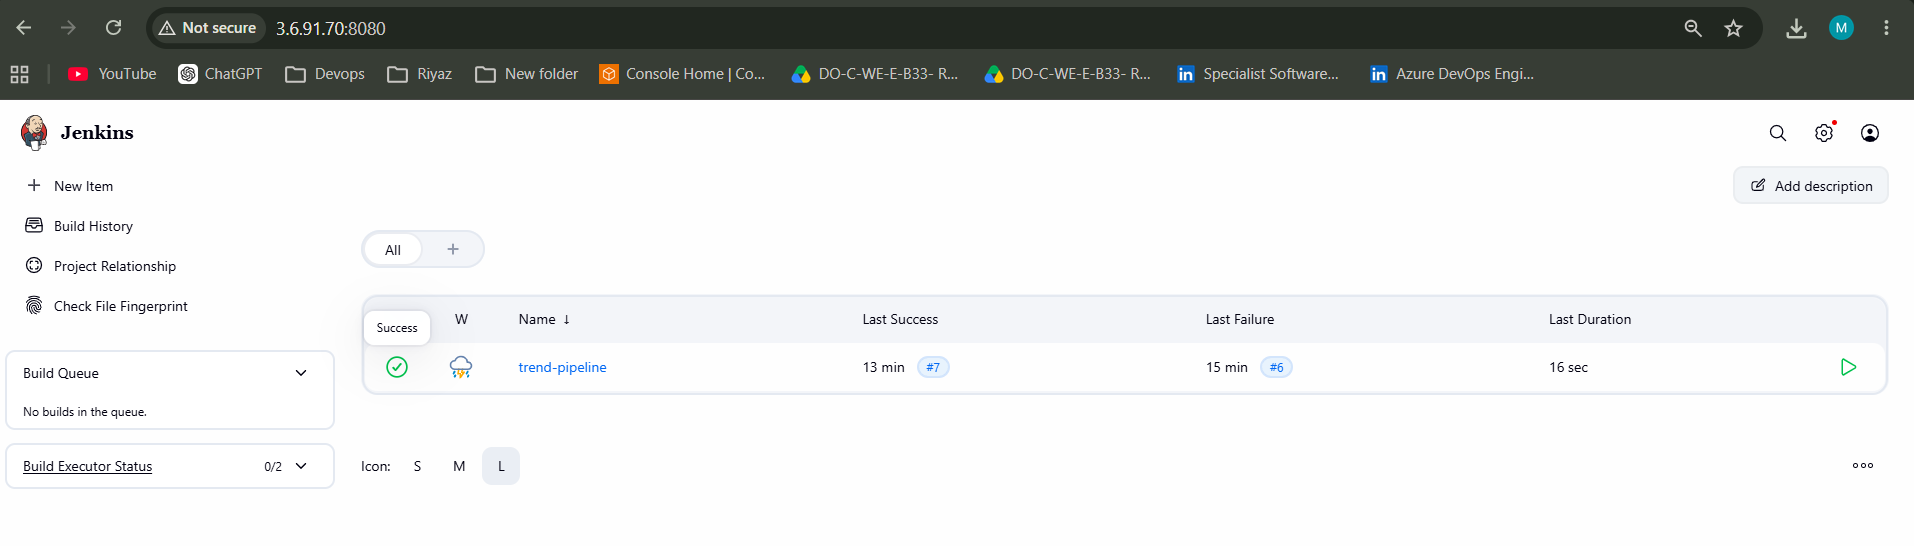 Not secure 3.6.91.70:8080 M
YouTube ChatGPT Devops Riyaz New folder Console Home | Co... DO-C-WE-E-B33- R... DO-C-WE-E-B33- R... Specialist Software... Azure DevOps Engi...
Jenkins
New Item
Add description
Build History
All +
Project Relationship
Check File Fingerprint
Success
W Name ↓ Last Success Last Failure Last Duration
trend-pipeline 13 min #7 15 min #6 16 sec
Build Queue
No builds in the queue.
Build Executor Status 0/2
Icon: S M L